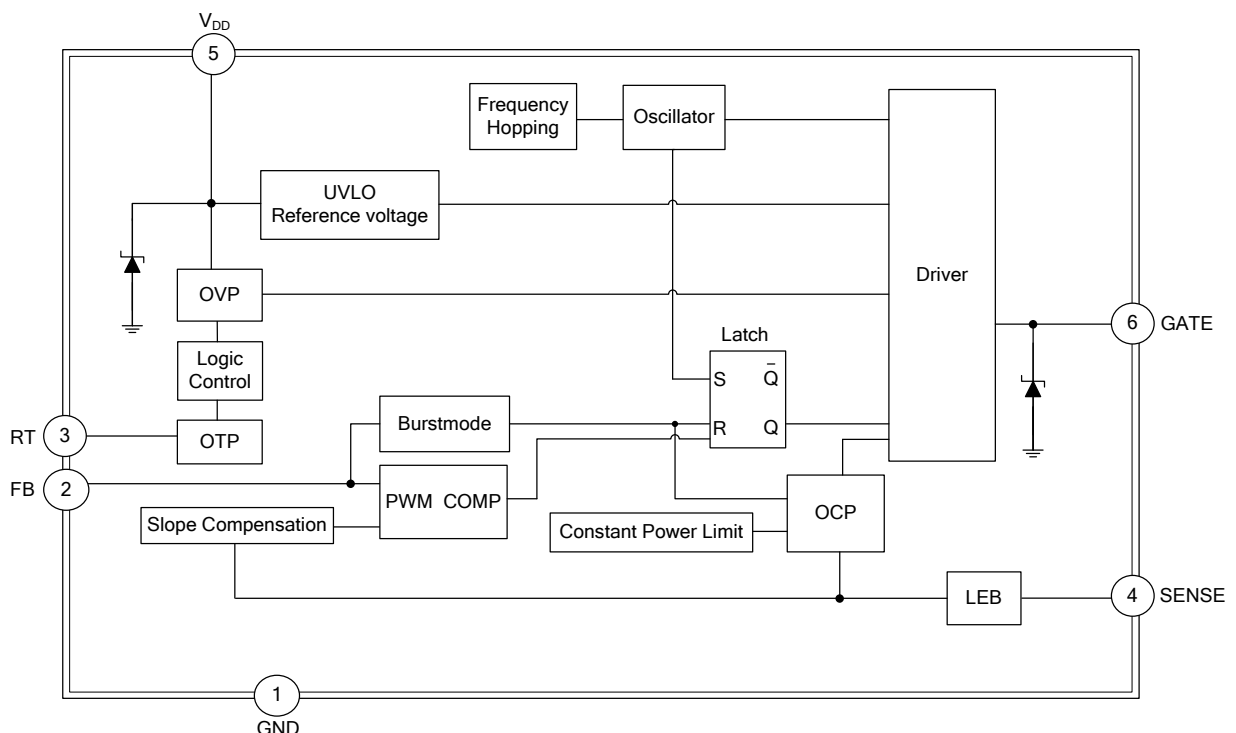 V_DD
5
Frequency
Hopping
Oscillator
UVLO
Reference voltage
Driver
OVP
6
GATE
Latch
Logic
Control
S
Q̅
RT
3
OTP
Burstmode
R
Q
FB
2
PWM COMP
OCP
Slope Compensation
Constant Power Limit
LEB
4
SENSE
1
GND